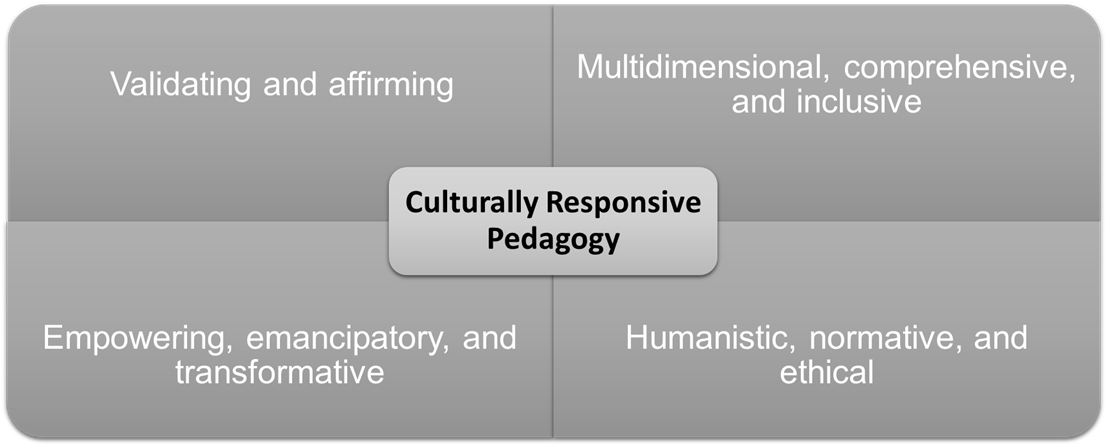 Validating and affirming
Multidimensional, comprehensive,
and inclusive
Culturally Responsive
Pedagogy
Empowering, emancipatory, and
transformative
Humanistic, normative, and
ethical